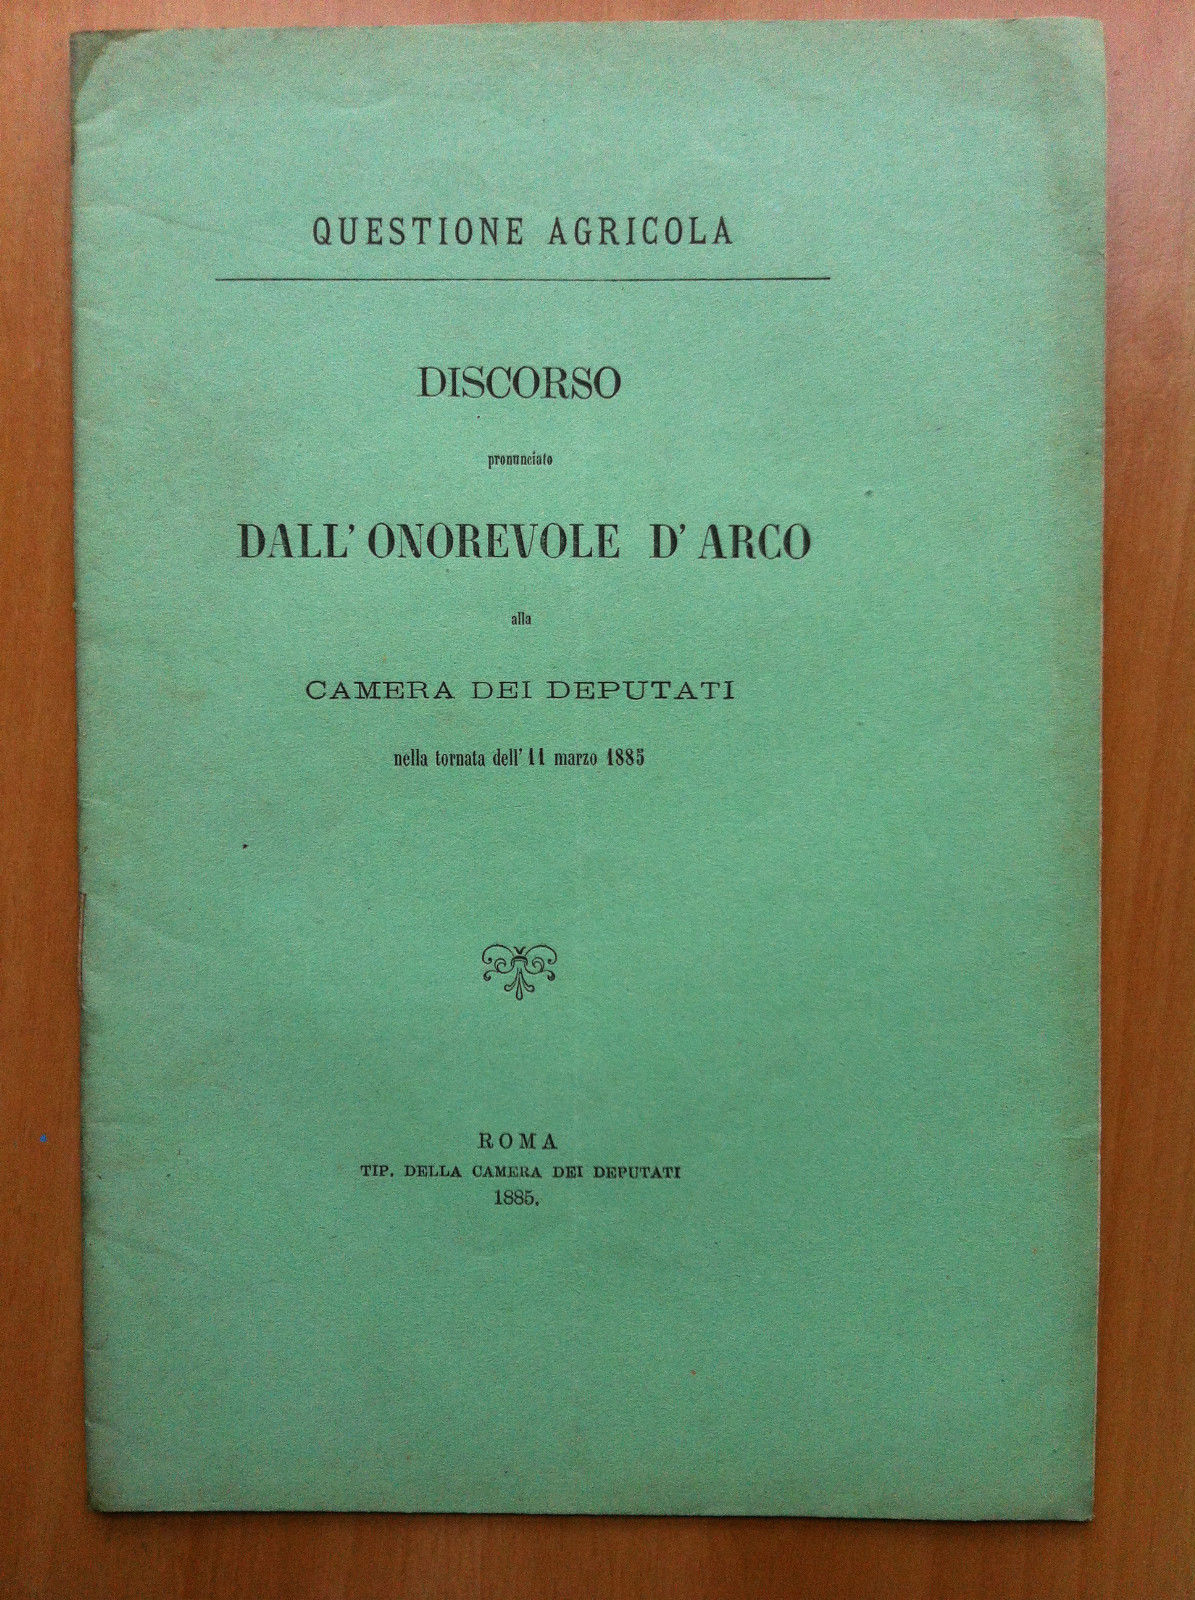 QUESTIONE AGRICOLA
DISCORSO
pronunciato
DALL' ONOREVOLE D' ARCO
alla
CAMERA DEI DEPUTATI
nella tornata dell' 11 marzo 1885
ROMA
TIP. DELLA CAMERA DEI DEPUTATI
1885.